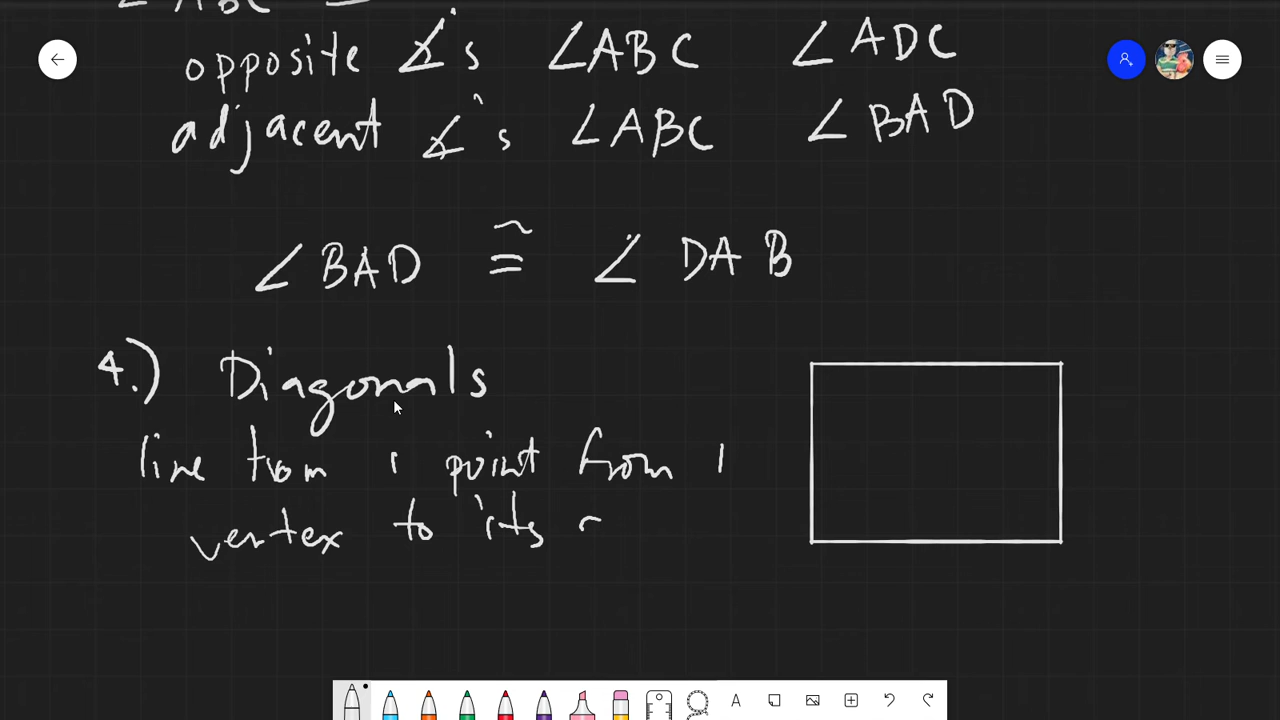 ∠ABC ≅
opposite ∡'s ∠ABC ∠ADC
adjacent ∡'s ∠ABC ∠BAD
∠BAD ≅ ∠DAB
4.) Diagonals
line from 1 point from 1
vertex to its